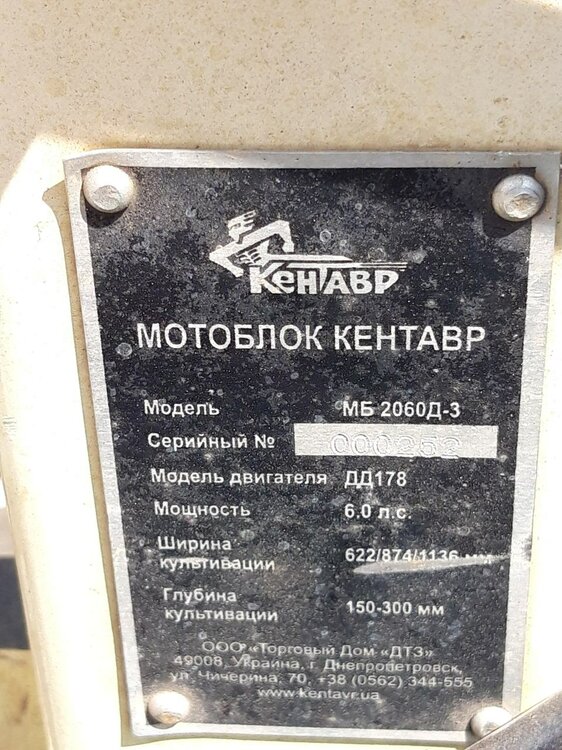 КЕНТАВР
МОТОБЛОК КЕНТАВР
Модель МБ 2060Д-3
Серийный № 000252
Модель двигателя ДД178
Мощность 6.0 л.с.
Ширина
культивации 622/874/1136 мм
Глубина
культивации 150-300 мм
ООО «Торговый Дом «ДТЗ»
49008, Украина, г. Днепропетровск,
ул. Чичерина, 70, +38 (0562) 344-555
www.kentavr.ua